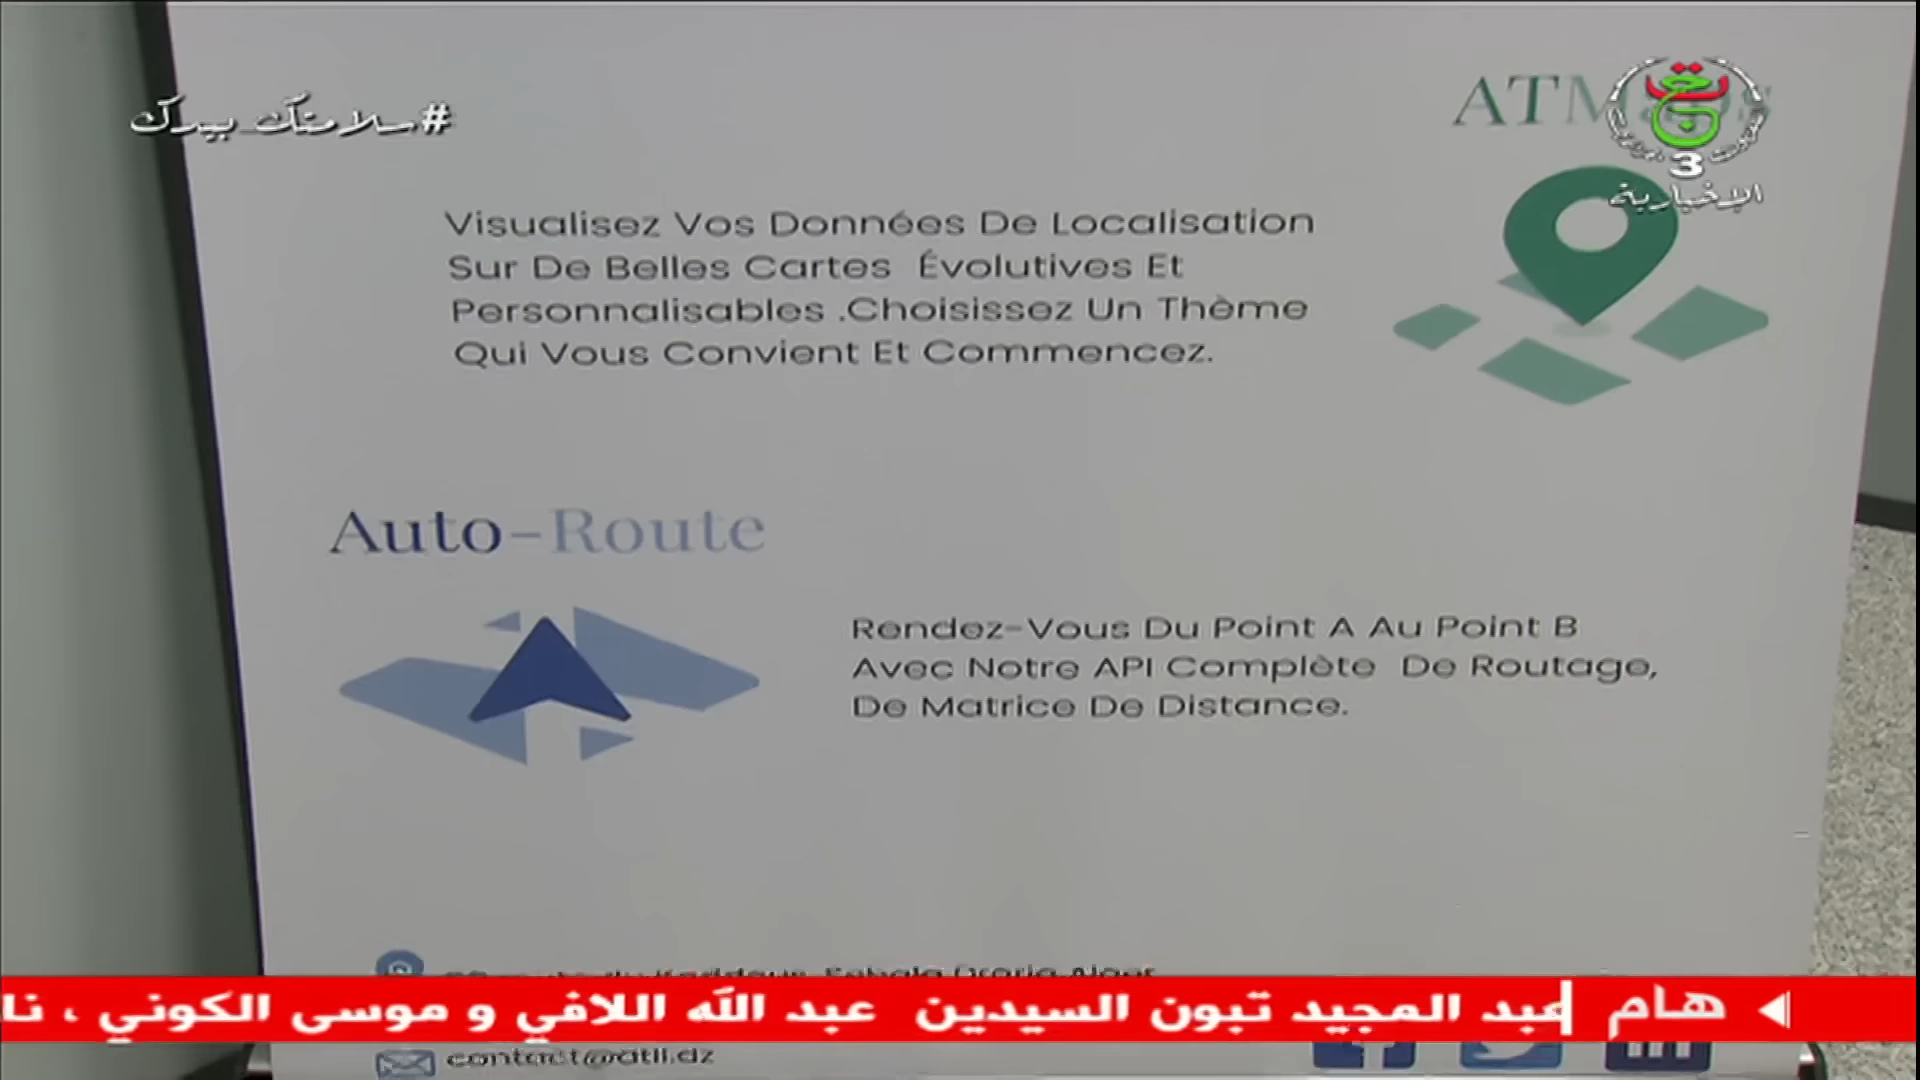 #سلامتك_بيدك
3
الإخبارية
Visualisez Vos Données De Localisation
Sur De Belles Cartes Évolutives Et
Personnalisables .Choisissez Un Thème
Qui Vous Convient Et Commencez.
Auto-Route
Rendez-Vous Du Point A Au Point B
Avec Notre API Complète De Routage,
De Matrice De Distance.
هام
عبد المجيد تبون السيدين عبد الله اللافي و موسى الكوني ، نا
contact@atli.dz